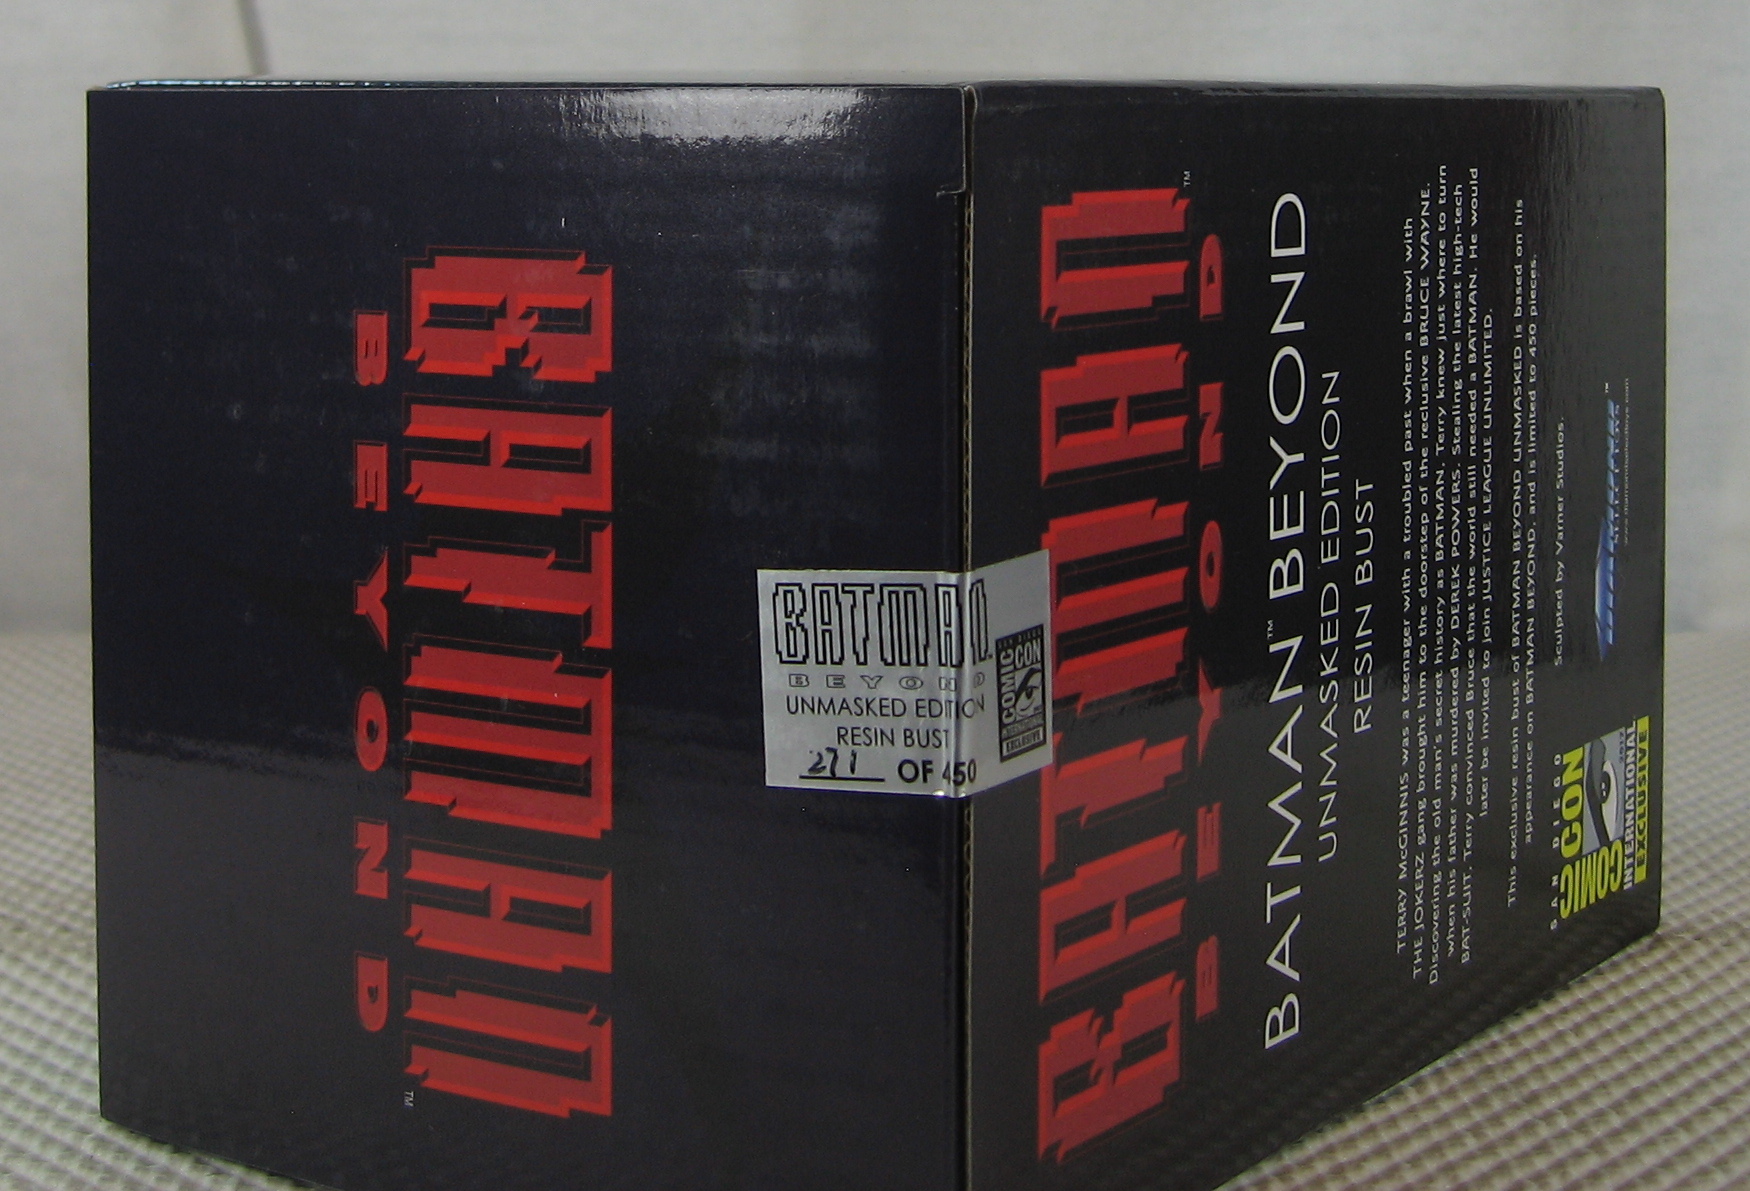 BATMAN
BEYOND
TM
BATMAN
BEYOND
UNMASKED EDITION
RESIN BUST
271 OF 450
SAN DIEGO
COMIC CON
INTERNATIONAL
EXCLUSIVE
BATMAN TM
BEYOND
BATMAN™ BEYOND
UNMASKED EDITION
RESIN BUST
TERRY McGINNIS was a teenager with a troubled past when a brawl with
THE JOKERZ gang brought him to the doorstep of the reclusive BRUCE WAYNE.
Discovering the old man's secret history as BATMAN, Terry knew just where to turn
when his father was murdered by DEREK POWERS. Stealing the latest high-tech
BAT-SUIT, Terry convinced Bruce that the world still needed a BATMAN. He would
later be invited to join JUSTICE LEAGUE UNLIMITED.
This exclusive resin bust of BATMAN BEYOND UNMASKED is based on his
appearance on BATMAN BEYOND, and is limited to 450 pieces.
Sculpted by Varner Studios.
SAN DIEGO
COMIC CON
2012
INTERNATIONAL
EXCLUSIVE